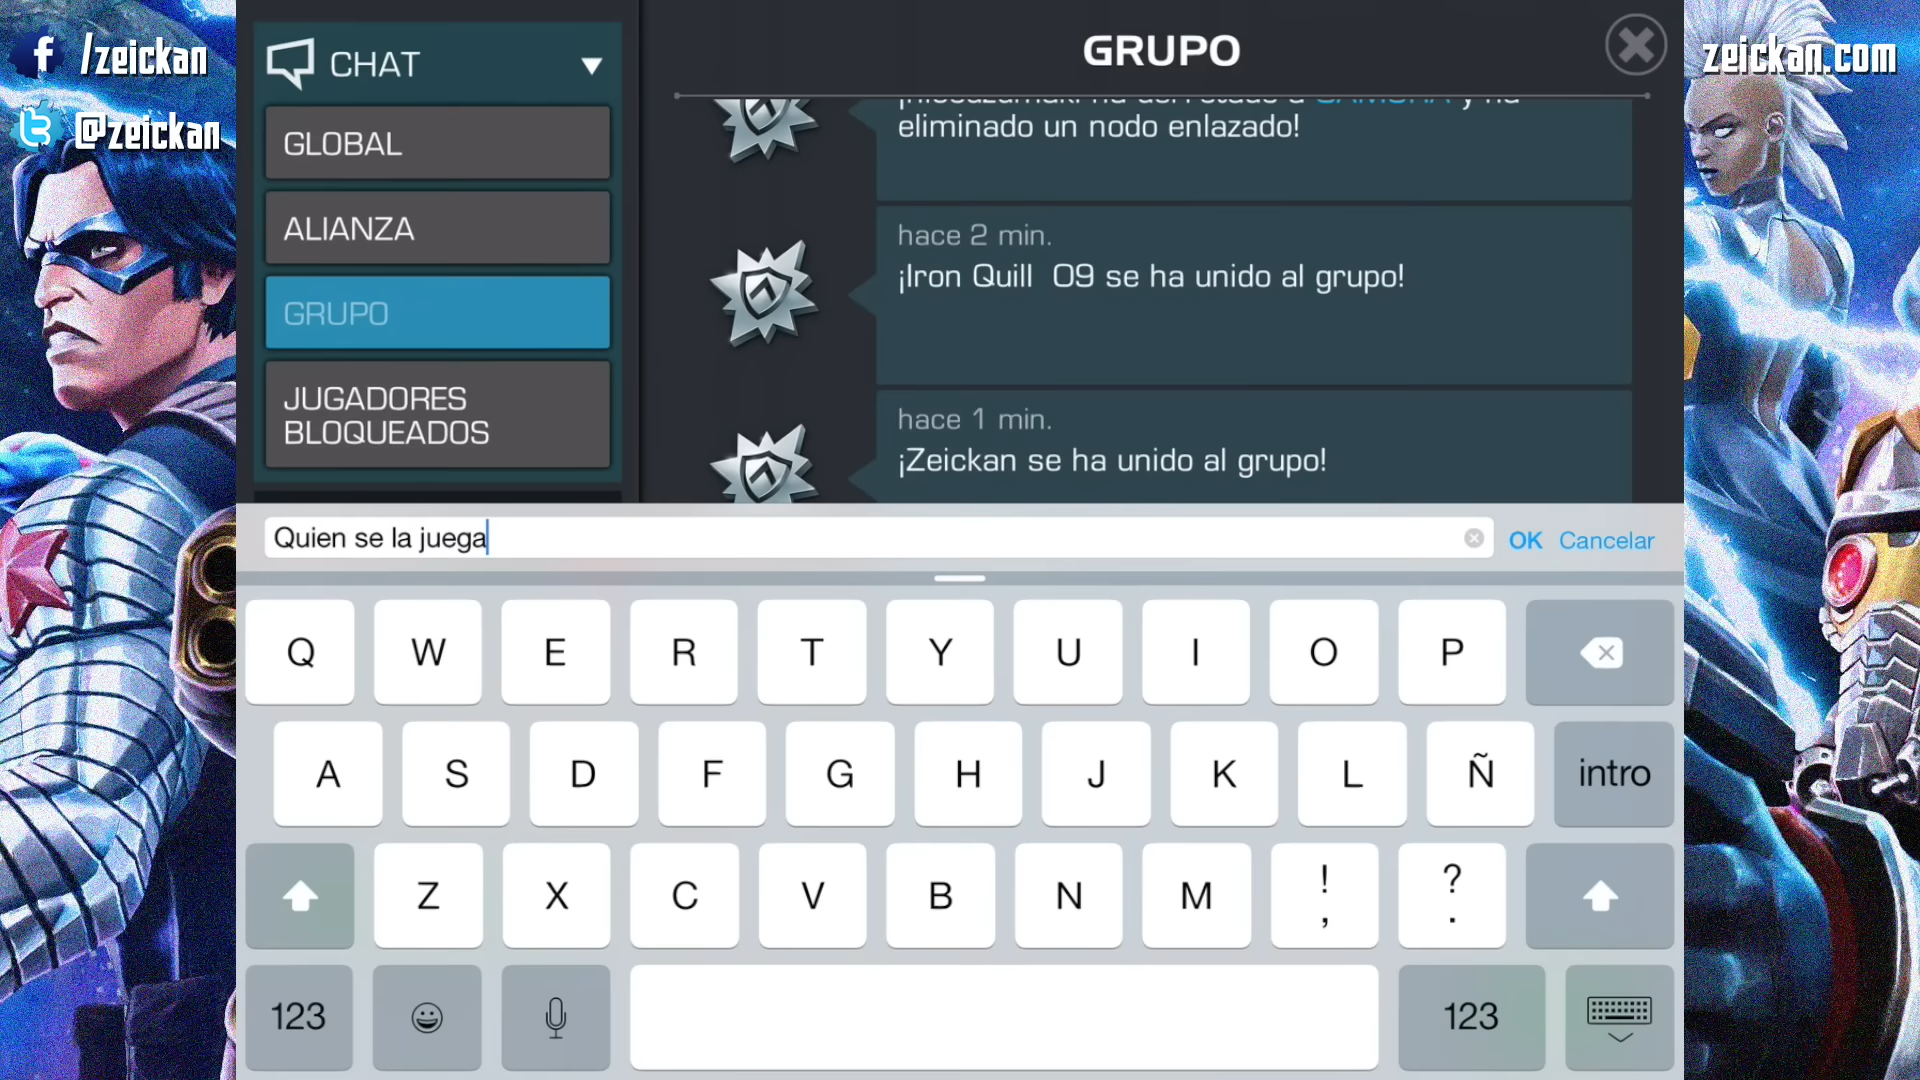 /zeickan
@zeickan
zeickan.com
CHAT
GLOBAL
ALIANZA
GRUPO
JUGADORES
BLOQUEADOS
GRUPO
eliminado un nodo enlazado!
hace 2 min.
¡Iron Quill 09 se ha unido al grupo!
hace 1 min.
¡Zeickan se ha unido al grupo!
Quien se la juega
OK Cancelar
Q W E R T Y U I O P
A S D F G H J K L Ñ intro
Z X C V B N M ! , ? .
123 123